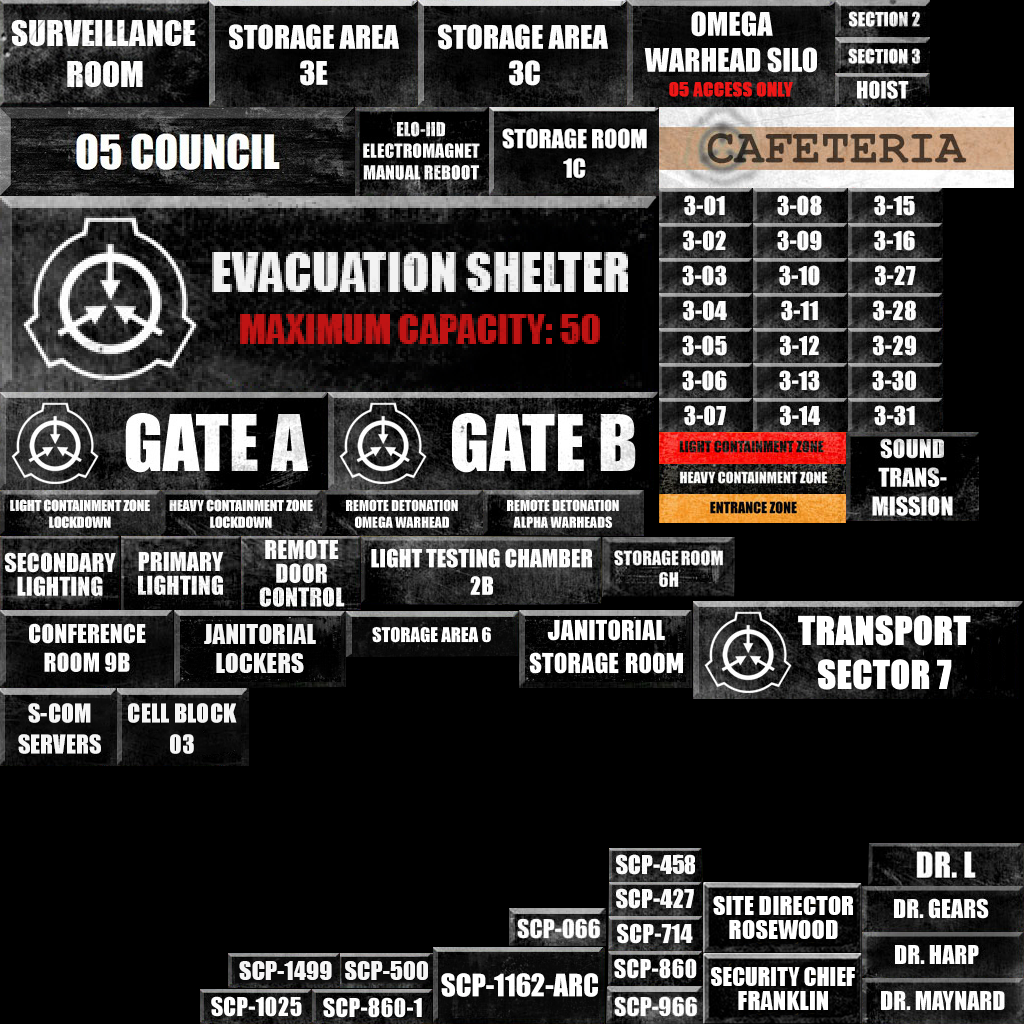 SURVEILLANCE
ROOM
STORAGE AREA
3E
STORAGE AREA
3C
OMEGA
WARHEAD SILO
05 ACCESS ONLY
SECTION 2
SECTION 3
HOIST
05 COUNCIL
ELO-IID
ELECTROMAGNET
MANUAL REBOOT
STORAGE ROOM
1C
CAFETERIA
EVACUATION SHELTER
MAXIMUM CAPACITY: 50
3-01
3-08
3-15
3-02
3-09
3-16
3-03
3-10
3-27
3-04
3-11
3-28
3-05
3-12
3-29
3-06
3-13
3-30
3-07
3-14
3-31
GATE A
GATE B
LIGHT CONTAINMENT ZONE
HEAVY CONTAINMENT ZONE
ENTRANCE ZONE
SOUND
TRANS-
MISSION
LIGHT CONTAINMENT ZONE
LOCKDOWN
HEAVY CONTAINMENT ZONE
LOCKDOWN
REMOTE DETONATION
OMEGA WARHEAD
REMOTE DETONATION
ALPHA WARHEADS
SECONDARY
LIGHTING
PRIMARY
LIGHTING
REMOTE
DOOR
CONTROL
LIGHT TESTING CHAMBER
2B
STORAGE ROOM
6H
CONFERENCE
ROOM 9B
JANITORIAL
LOCKERS
STORAGE AREA 6
JANITORIAL
STORAGE ROOM
TRANSPORT
SECTOR 7
S-COM
SERVERS
CELL BLOCK
03
SCP-458
SCP-427
SCP-714
SCP-860
SCP-966
SCP-066
SCP-1499
SCP-500
SCP-1025
SCP-860-1
SCP-1162-ARC
SITE DIRECTOR
ROSEWOOD
SECURITY CHIEF
FRANKLIN
DR. L
DR. GEARS
DR. HARP
DR. MAYNARD